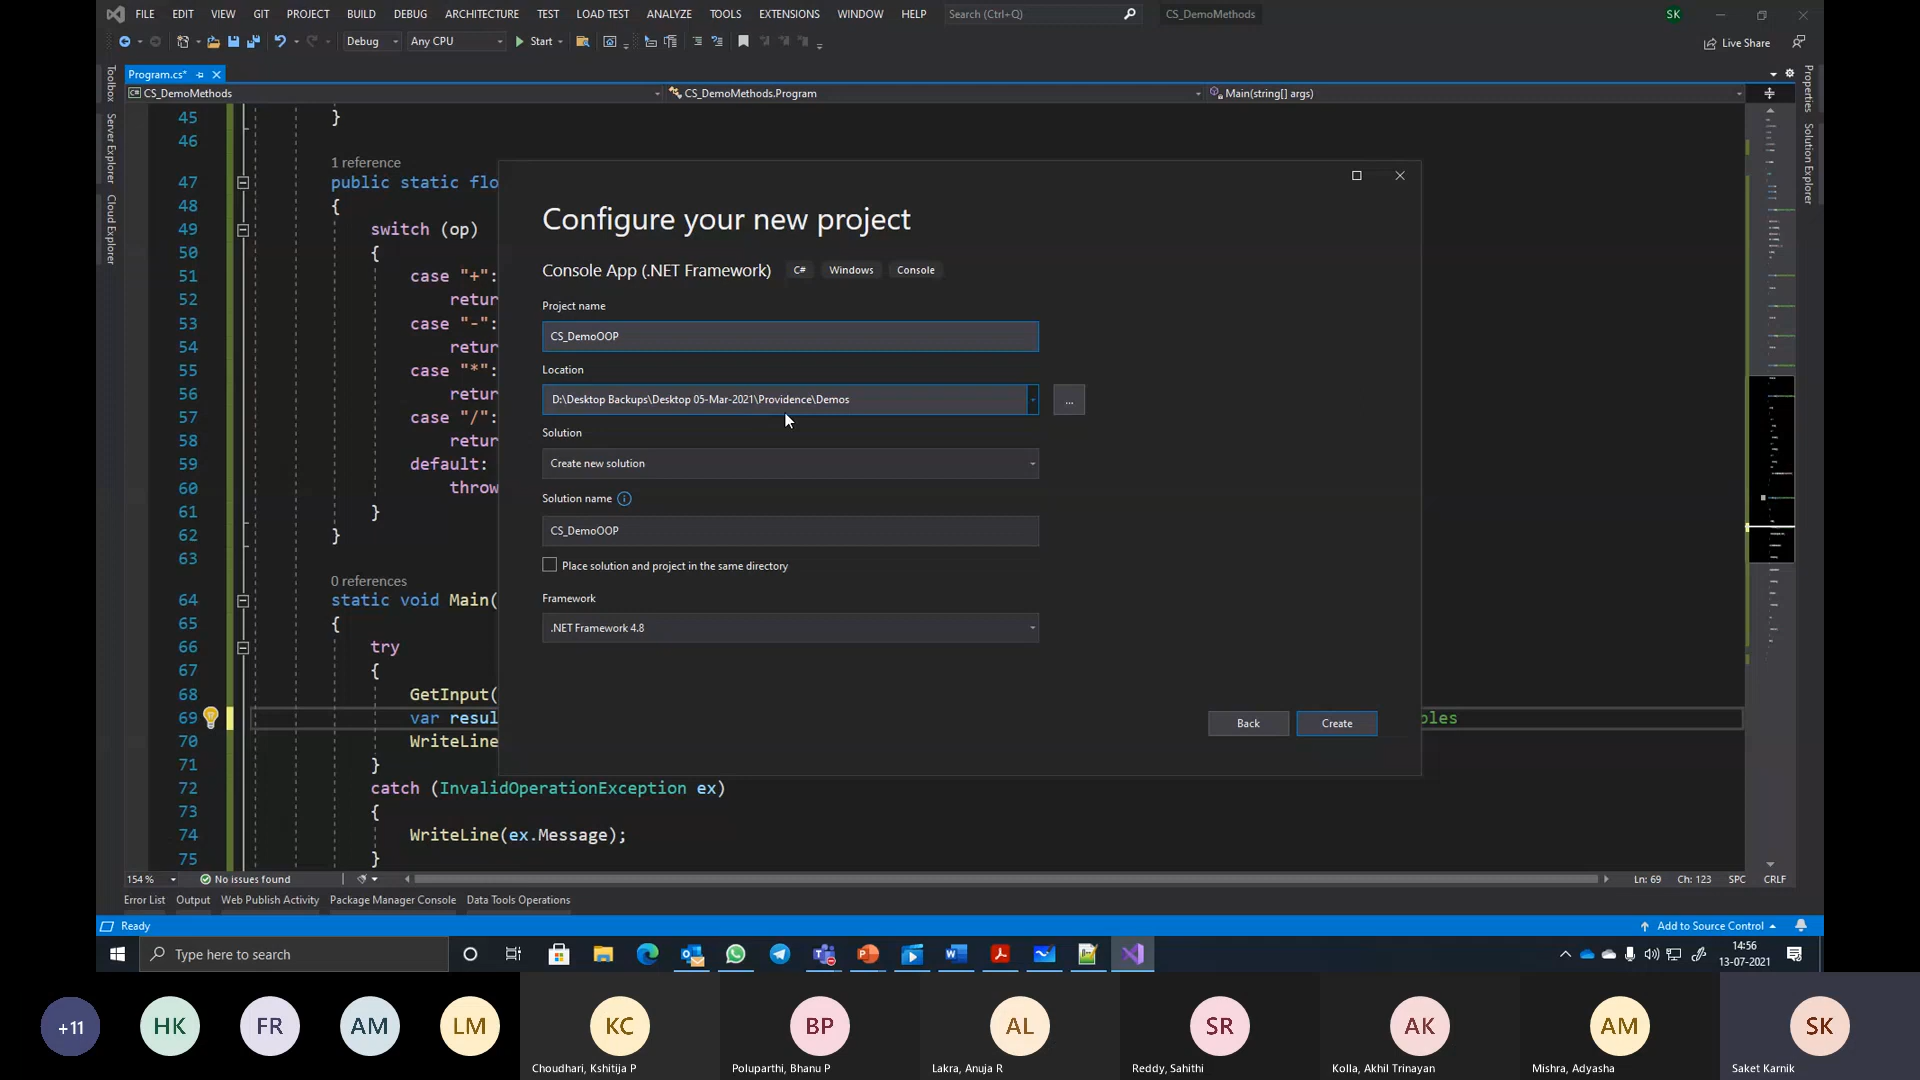 FILE EDIT VIEW GIT PROJECT BUILD DEBUG ARCHITECTURE TEST LOAD TEST ANALYZE TOOLS EXTENSIONS WINDOW HELP Search (Ctrl+Q) CS_DemoMethods SK
Debug Any CPU Start Live Share
Toolbox
Server Explorer
Cloud Explorer
Properties
Solution Explorer
Program.cs*
CS_DemoMethods CS_DemoMethods.Program Main(string[] args)
45 }
46
1 reference
47 public static flo
48 {
49 switch (op)
50 {
51 case "+":
52 retur
53 case "-":
54 retur
55 case "*":
56 retur
57 case "/":
58 retur
59 default:
60 throw
61 }
62 }
63
0 references
64 static void Main(
65 {
66 try
67 {
68 GetInput(
69 var resul bles
70 WriteLine
71 }
72 catch (InvalidOperationException ex)
73 {
74 WriteLine(ex.Message);
75 }
Configure your new project
Console App (.NET Framework) C# Windows Console
Project name
CS_DemoOOP
Location
D:\Desktop Backups\Desktop 05-Mar-2021\Providence\Demos
...
Solution
Create new solution
Solution name
CS_DemoOOP
Place solution and project in the same directory
Framework
.NET Framework 4.8
Back Create
154 % No issues found Ln: 69 Ch: 123 SPC CRLF
Error List Output Web Publish Activity Package Manager Console Data Tools Operations
Ready Add to Source Control
Type here to search
14:56
13-07-2021
+11 HK FR AM LM KC BP AL SR AK AM SK
Choudhari, Kshitija P Poluparthi, Bhanu P Lakra, Anuja R Reddy, Sahithi Kolla, Akhil Trinayan Mishra, Adyasha Saket Karnik